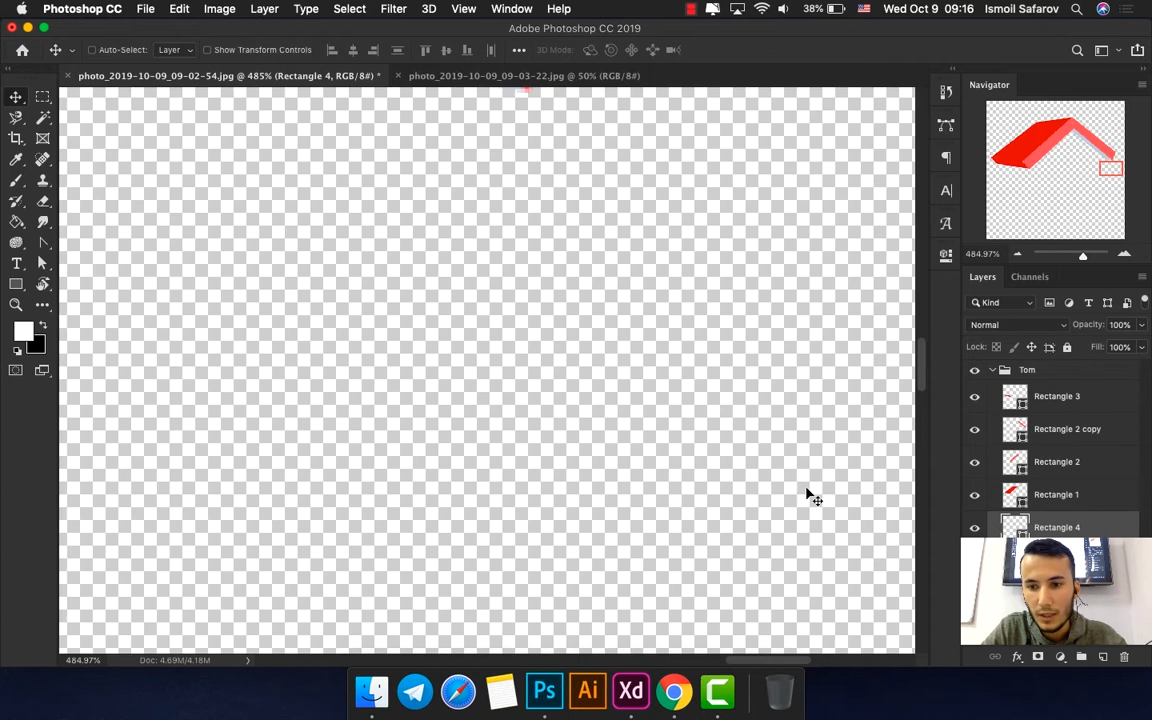 Photoshop CC File Edit Image Layer Type Select Filter 3D View Window Help 38% Wed Oct 9 09:16 Ismoil Safarov
Adobe Photoshop CC 2019
Auto-Select: Layer Show Transform Controls 3D Mode:
photo_2019-10-09_09-02-54.jpg @ 485% (Rectangle 4, RGB/8#) * photo_2019-10-09_09-03-22.jpg @ 50% (RGB/8#)
Navigator
484.97%
Layers Channels
Kind
Normal Opacity: 100%
Lock: Fill: 100%
Tom
Rectangle 3
Rectangle 2 copy
Rectangle 2
Rectangle 1
Rectangle 4
484.97% Doc: 4.69M/4.18M
Ps Ai Xd